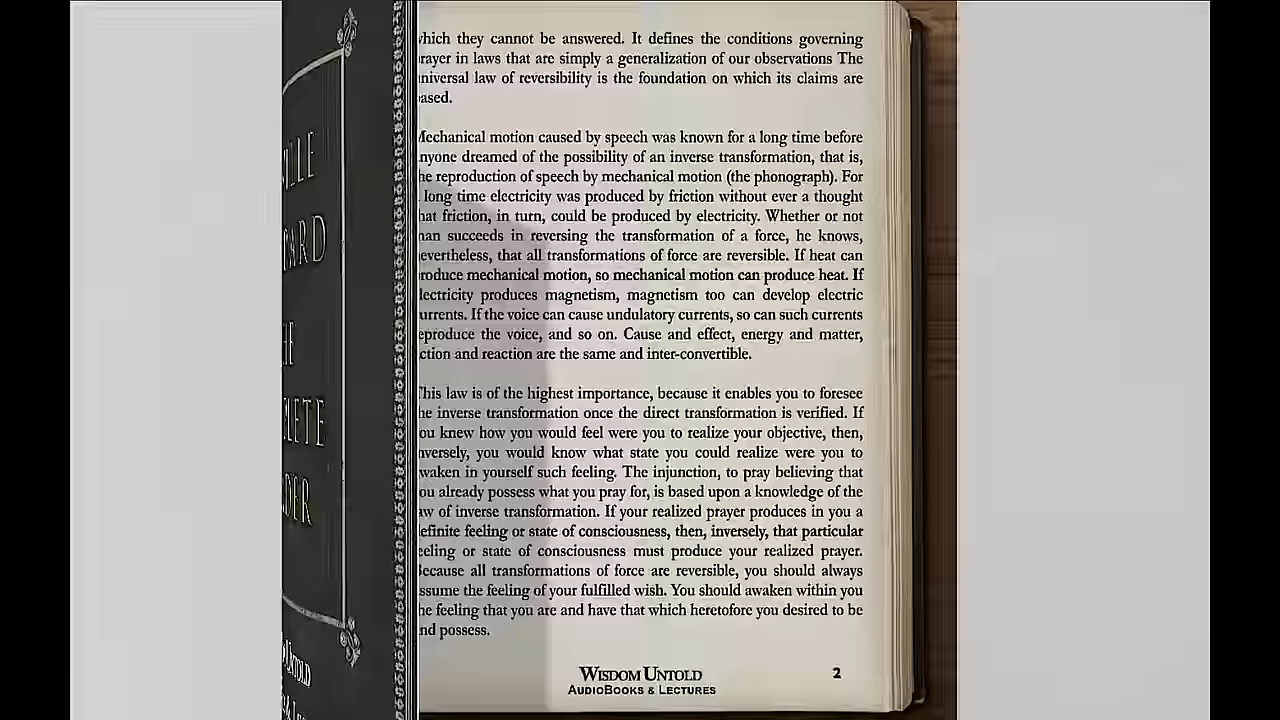 ILLE
DARD
LETE
DER
UNTOLD
which they cannot be answered. It defines the conditions governing
rayer in laws that are simply a generalization of our observations The
niversal law of reversibility is the foundation on which its claims are
ased.
Mechanical motion caused by speech was known for a long time before
nyone dreamed of the possibility of an inverse transformation, that is,
he reproduction of speech by mechanical motion (the phonograph). For
long time electricity was produced by friction without ever a thought
hat friction, in turn, could be produced by electricity. Whether or not
nan succeeds in reversing the transformation of a force, he knows,
evertheless, that all transformations of force are reversible. If heat can
roduce mechanical motion, so mechanical motion can produce heat. If
lectricity produces magnetism, magnetism too can develop electric
urrents. If the voice can cause undulatory currents, so can such currents
eproduce the voice, and so on. Cause and effect, energy and matter,
ction and reaction are the same and inter-convertible.
This law is of the highest importance, because it enables you to foresee
he inverse transformation once the direct transformation is verified. If
ou knew how you would feel were you to realize your objective, then,
nversely, you would know what state you could realize were you to
waken in yourself such feeling. The injunction, to pray believing that
ou already possess what you pray for, is based upon a knowledge of the
aw of inverse transformation. If your realized prayer produces in you a
efinite feeling or state of consciousness, then, inversely, that particular
eeling or state of consciousness must produce your realized prayer.
Because all transformations of force are reversible, you should always
ssume the feeling of your fulfilled wish. You should awaken within you
he feeling that you are and have that which heretofore you desired to be
nd possess.
WISDOM UNTOLD
AUDIOBOOKS & LECTURES
2